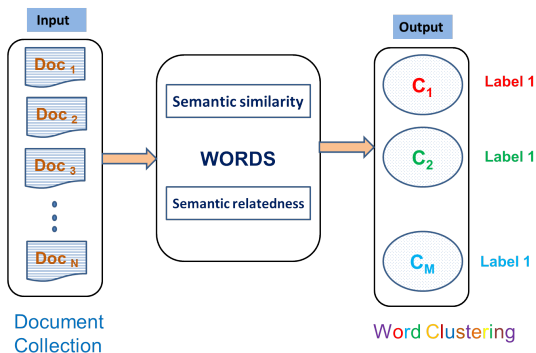 Input
Doc 1
Doc 2
Doc 3
Doc N
Document
Collection
Semantic similarity
WORDS
Semantic relatedness
Output
C1 Label 1
C2 Label 1
CM Label 1
Word Clustering